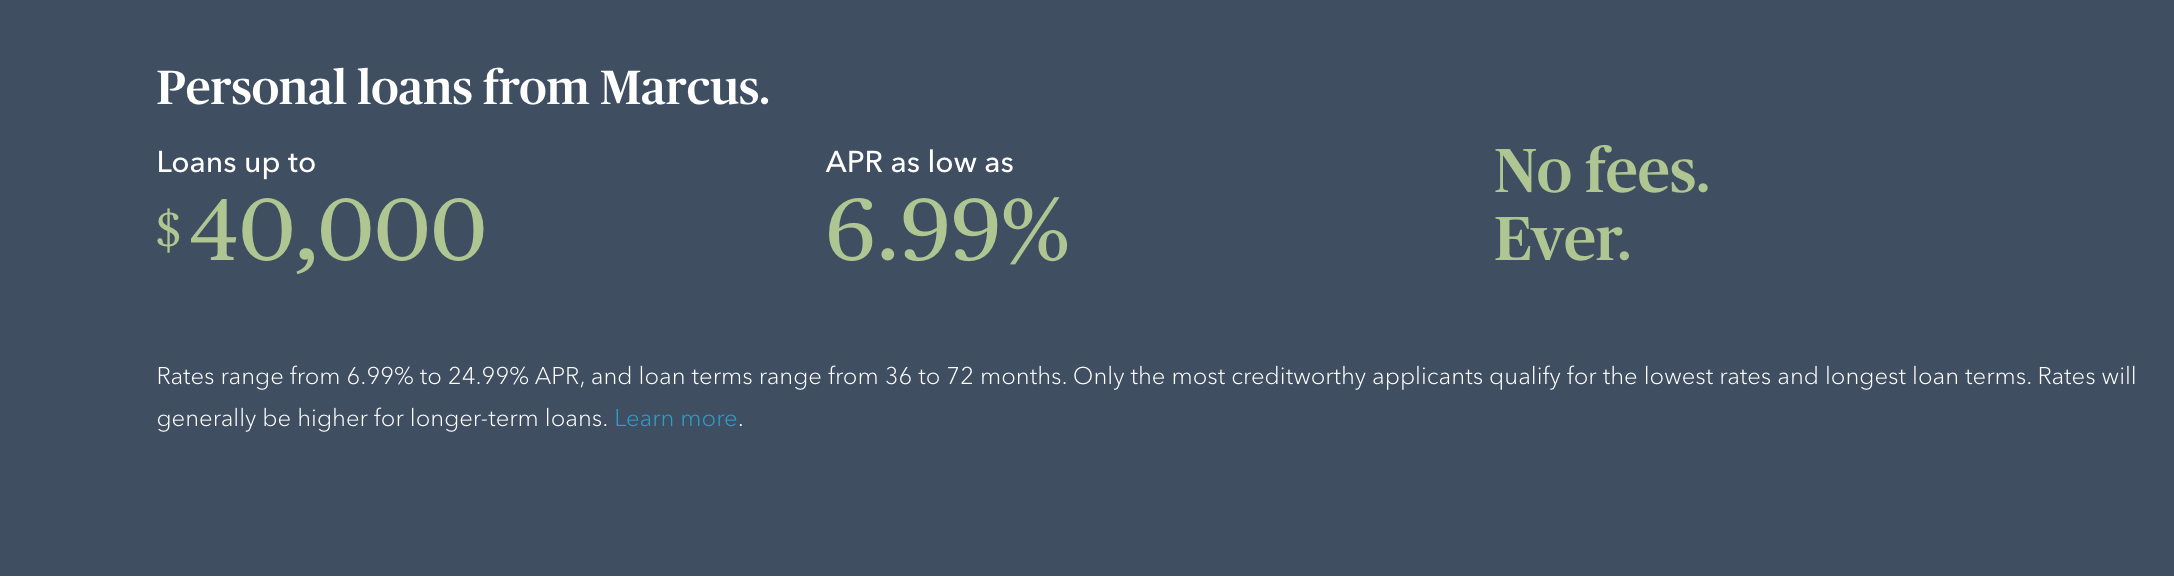 Personal loans from Marcus.
Loans up to
$40,000
APR as low as
6.99%
No fees.
Ever.
Rates range from 6.99% to 24.99% APR, and loan terms range from 36 to 72 months. Only the most creditworthy applicants qualify for the lowest rates and longest loan terms. Rates will
generally be higher for longer-term loans. Learn more.